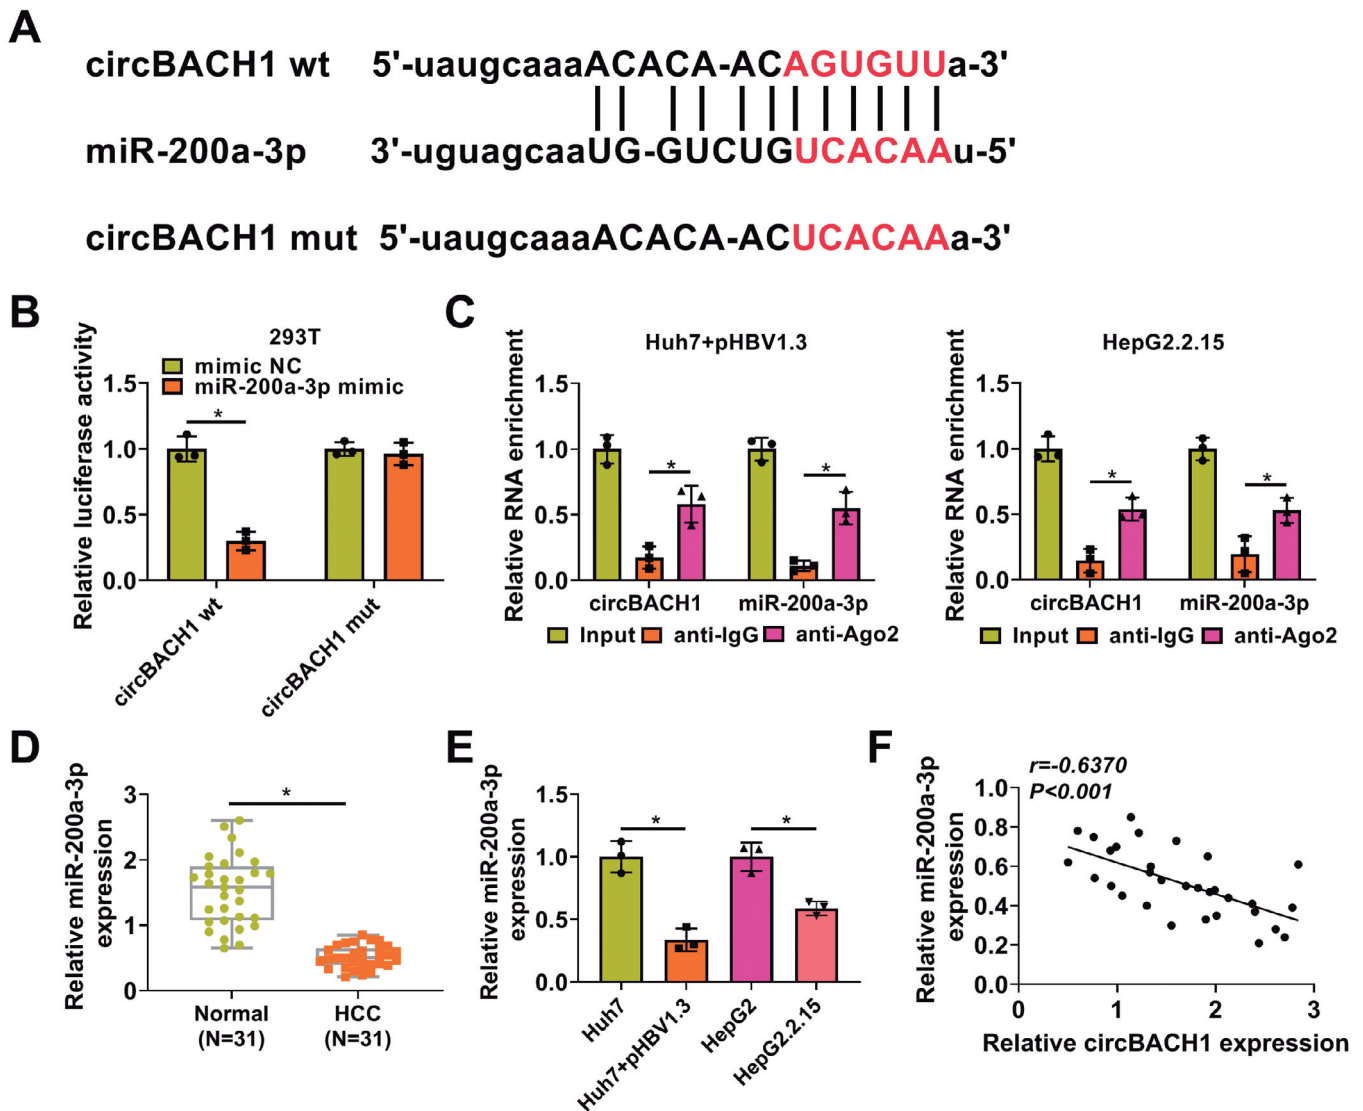 A
circBACH1 wt 5'-uaugcaaaACACA-ACAGUGUUa-3'
miR-200a-3p 3'-uguagcaaUG-GUCUGUCACAAu-5'
circBACH1 mut 5'-uaugcaaaACACA-ACUCACAAa-3'
B
293T
mimic NC
miR-200a-3p mimic
Relative luciferase activity
1.5
1.0
0.5
0.0
*
circBACH1 wt
circBACH1 mut
C
Huh7+pHBV1.3
Relative RNA enrichment
1.5
1.0
0.5
0.0
*
*
circBACH1 miR-200a-3p
Input anti-IgG anti-Ago2
HepG2.2.15
Relative RNA enrichment
1.5
1.0
0.5
0.0
*
*
circBACH1 miR-200a-3p
Input anti-IgG anti-Ago2
D
Relative miR-200a-3p
expression
3
2
1
0
*
Normal
(N=31)
HCC
(N=31)
E
Relative miR-200a-3p
expression
1.5
1.0
0.5
0.0
*
*
Huh7
Huh7+pHBV1.3
HepG2
HepG2.2.15
F
r=-0.6370
P<0.001
Relative miR-200a-3p
expression
1.0
0.8
0.6
0.4
0.2
0.0
0 1 2 3
Relative circBACH1 expression